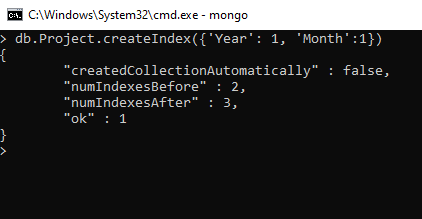 C:\Windows\System32\cmd.exe - mongo
> db.Project.createIndex({'Year': 1, 'Month':1})
{
        "createdCollectionAutomatically" : false,
        "numIndexesBefore" : 2,
        "numIndexesAfter" : 3,
        "ok" : 1
}
>